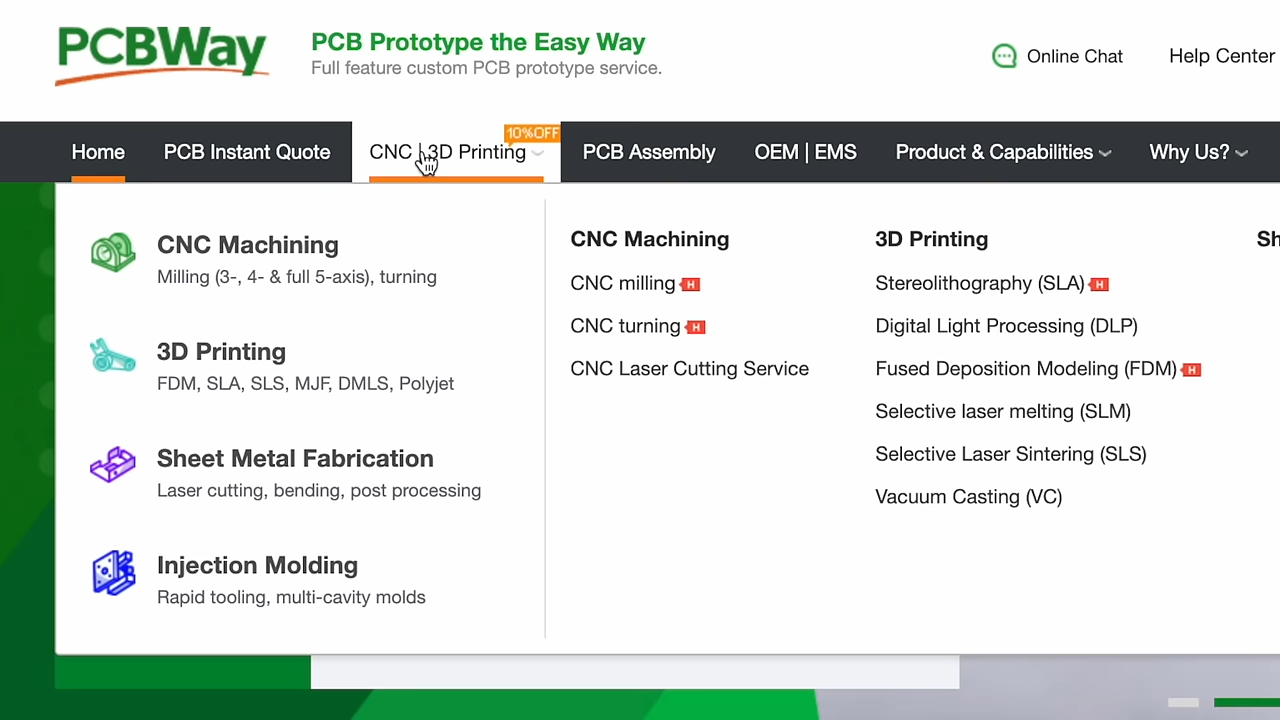 PCBWay
PCB Prototype the Easy Way
Full feature custom PCB prototype service.
Online Chat
Help Center
Home
PCB Instant Quote
CNC | 3D Printing
10%OFF
PCB Assembly
OEM | EMS
Product & Capabilities
Why Us?
CNC Machining
Milling (3-, 4- & full 5-axis), turning
3D Printing
FDM, SLA, SLS, MJF, DMLS, Polyjet
Sheet Metal Fabrication
Laser cutting, bending, post processing
Injection Molding
Rapid tooling, multi-cavity molds
CNC Machining
CNC milling H
CNC turning H
CNC Laser Cutting Service
3D Printing
Stereolithography (SLA) H
Digital Light Processing (DLP)
Fused Deposition Modeling (FDM) H
Selective laser melting (SLM)
Selective Laser Sintering (SLS)
Vacuum Casting (VC)
Sh